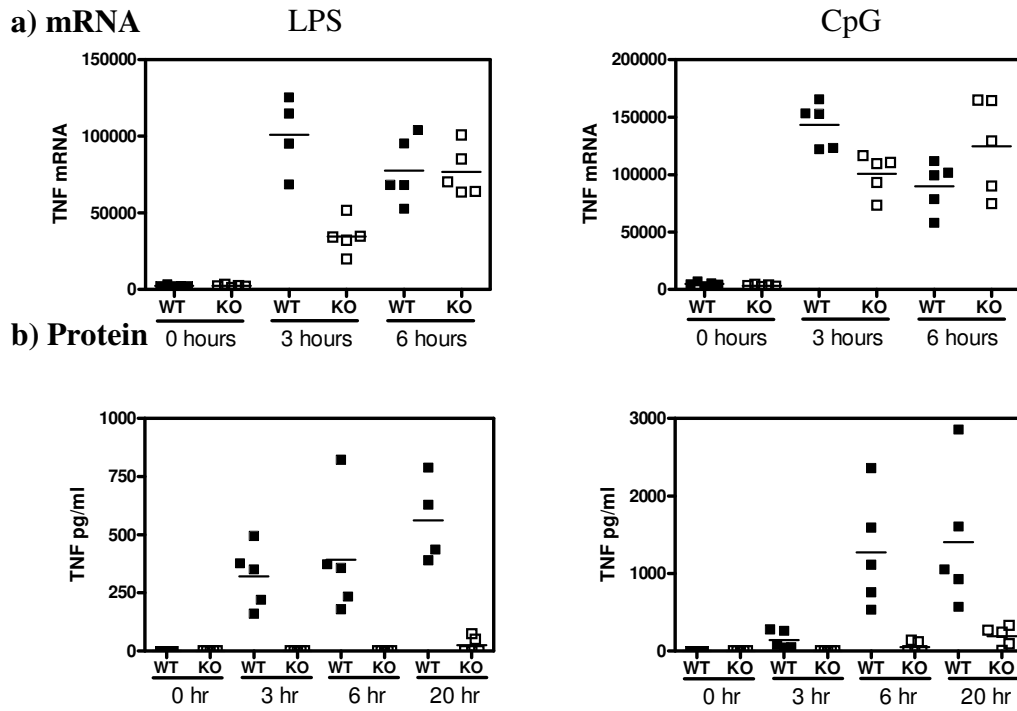 a) mRNA
LPS
CpG
150000
100000
50000
0
TNF mRNA
WT KO WT KO WT KO
0 hours 3 hours 6 hours
200000
150000
100000
50000
0
TNF mRNA
WT KO WT KO WT KO
0 hours 3 hours 6 hours
b) Protein
1000
750
500
250
0
TNF pg/ml
WT KO WT KO WT KO WT KO
0 hr 3 hr 6 hr 20 hr
3000
2000
1000
0
TNF pg/ml
WT KO WT KO WT KO WT KO
0 hr 3 hr 6 hr 20 hr